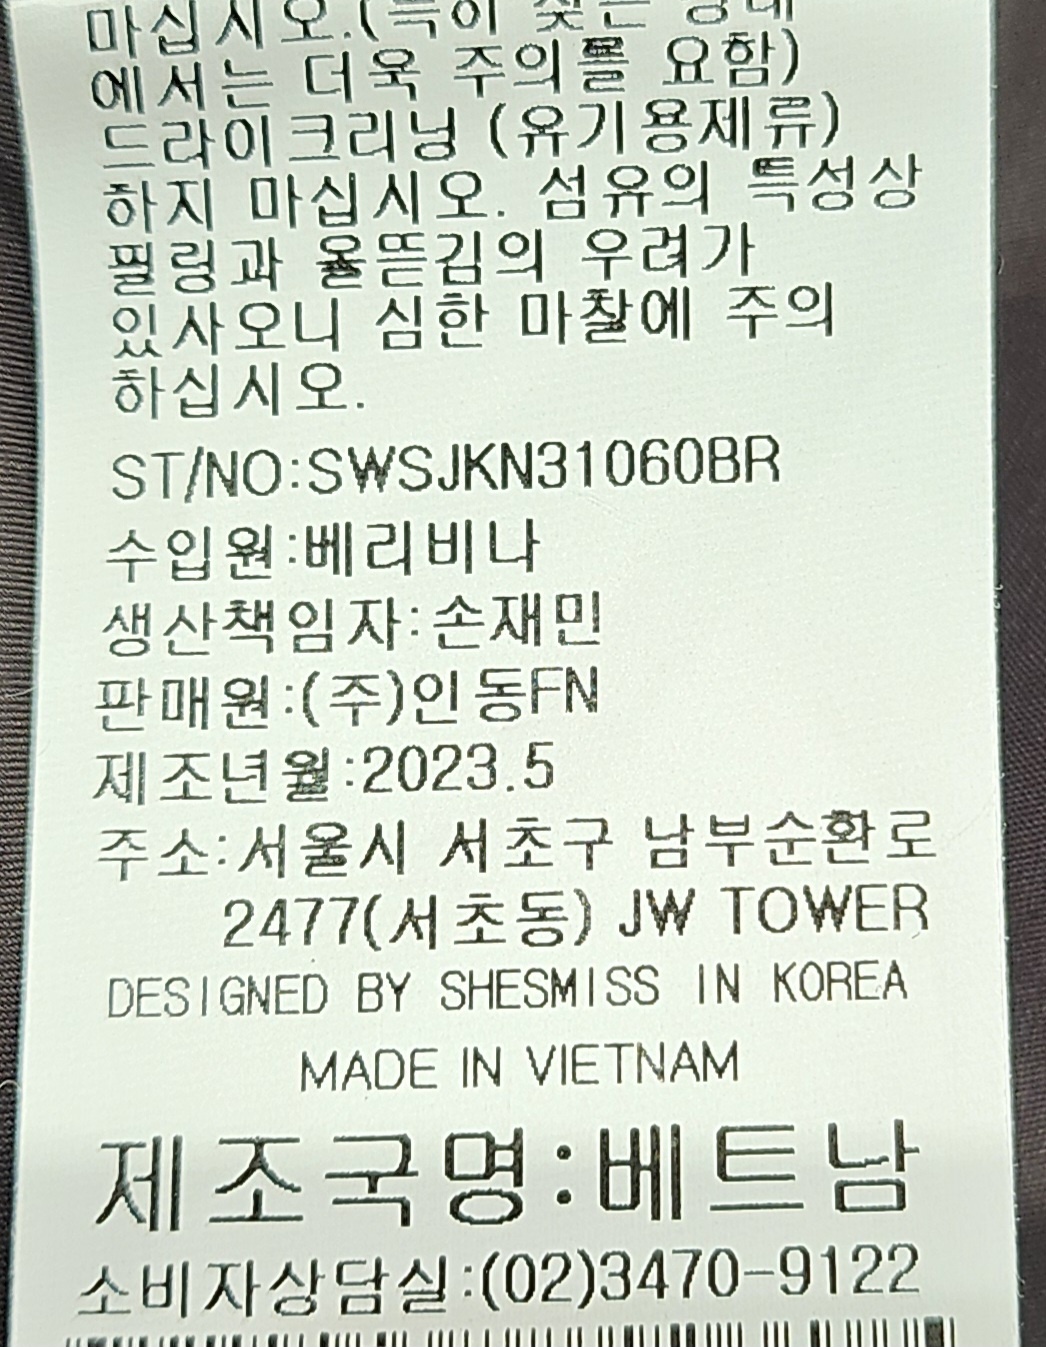 마십시오.(특히 젖은 상태
에서는 더욱 주의를 요함)
드라이크리닝 (유기용제류)
하지 마십시오. 섬유의 특성상
필링과 올뜯김의 우려가
있사오니 심한 마찰에 주의
하십시오.
ST/NO:SWSJKN31060BR
수입원:베리비나
생산책임자:손재민
판매원:(주)인동FN
제조년월:2023.5
주소:서울시 서초구 남부순환로
2477(서초동) JW TOWER
DESIGNED BY SHESMISS IN KOREA
MADE IN VIETNAM
제조국명:베트남
소비자상담실:(02)3470-9122